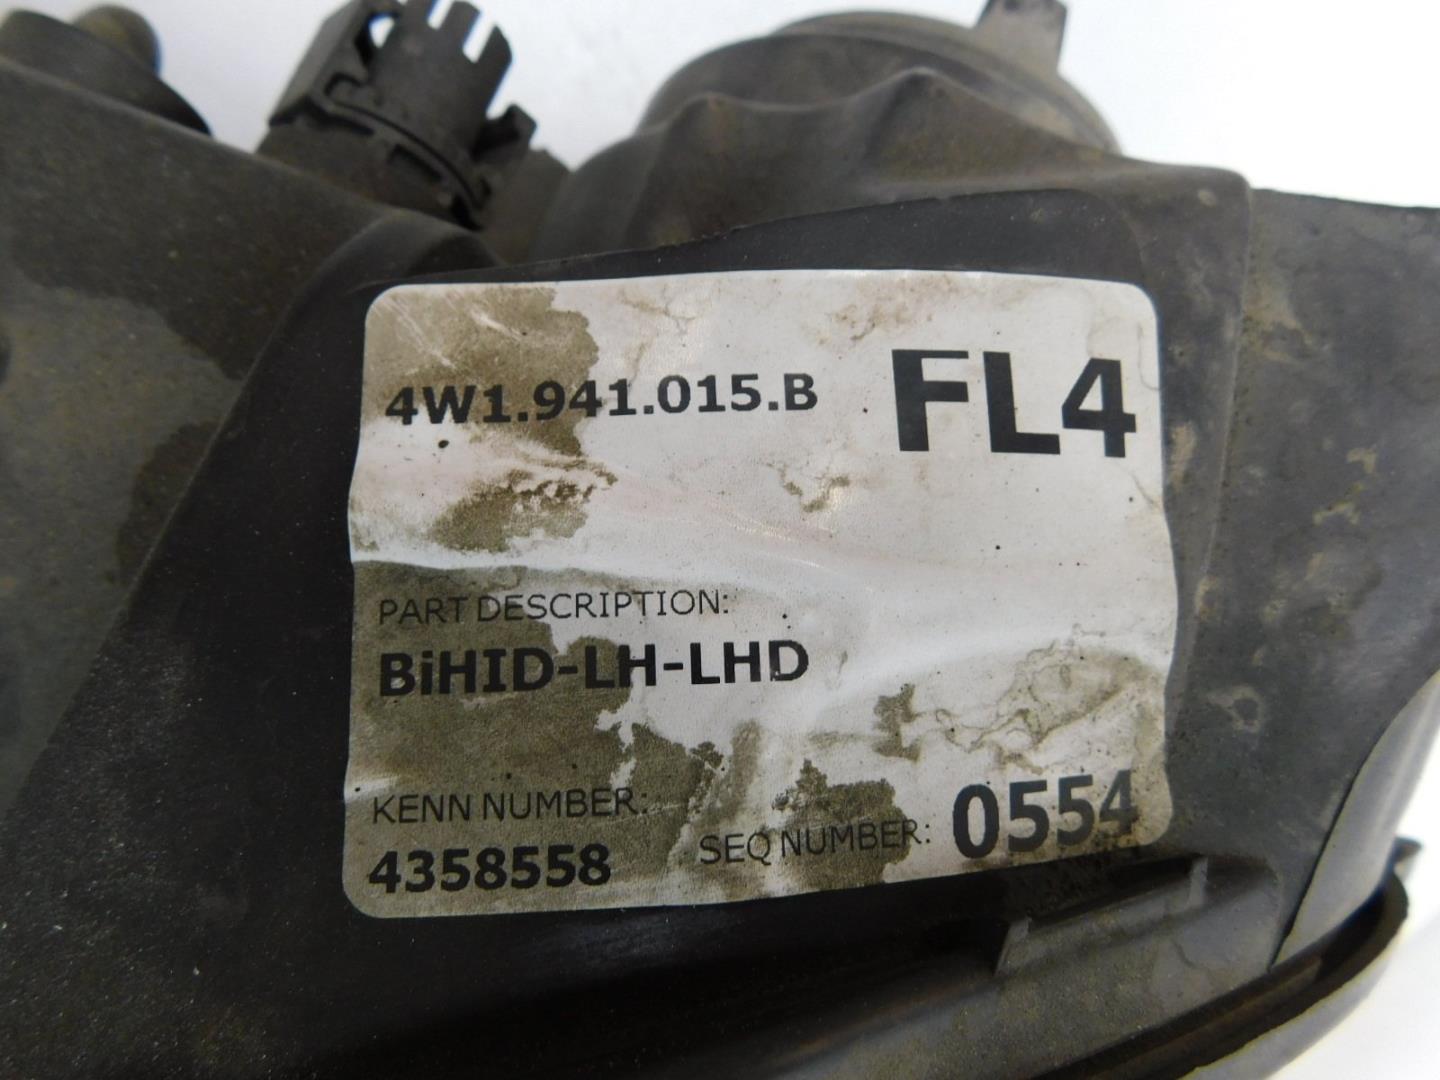 4W1.941.015.B
FL4
PART DESCRIPTION:
BiHID-LH-LHD
KENN NUMBER:
4358558
SEQ NUMBER: 0554